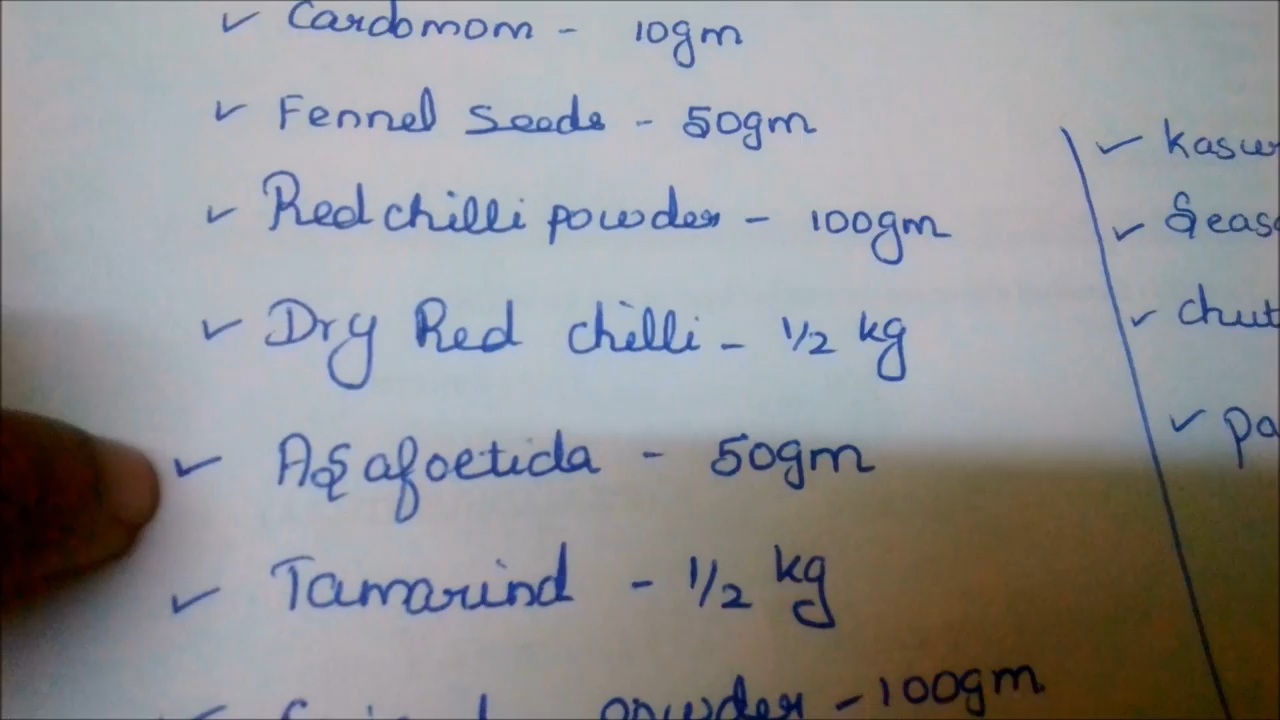 ✓ Cardomom - 10gm
✓ Fennel Seeds - 50gm
✓ Red chilli powder - 100gm
✓ Dry Red chilli - 1/2 kg
✓ Asafoetida - 50gm
✓ Tamarind - 1/2 kg
powder - 100gm
✓
✓
✓
✓